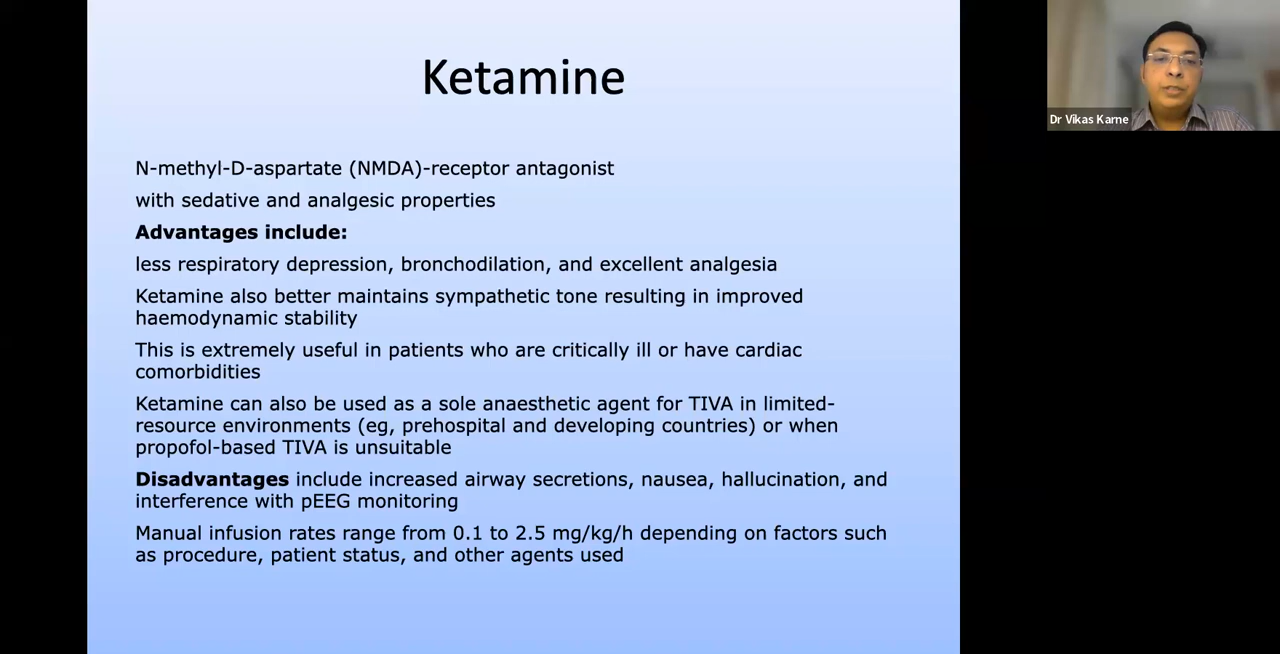 Ketamine
N-methyl-D-aspartate (NMDA)-receptor antagonist
with sedative and analgesic properties
Advantages include:
less respiratory depression, bronchodilation, and excellent analgesia
Ketamine also better maintains sympathetic tone resulting in improved
haemodynamic stability
This is extremely useful in patients who are critically ill or have cardiac
comorbidities
Ketamine can also be used as a sole anaesthetic agent for TIVA in limited-
resource environments (eg, prehospital and developing countries) or when
propofol-based TIVA is unsuitable
Disadvantages include increased airway secretions, nausea, hallucination, and
interference with pEEG monitoring
Manual infusion rates range from 0.1 to 2.5 mg/kg/h depending on factors such
as procedure, patient status, and other agents used
Dr Vikas Karne